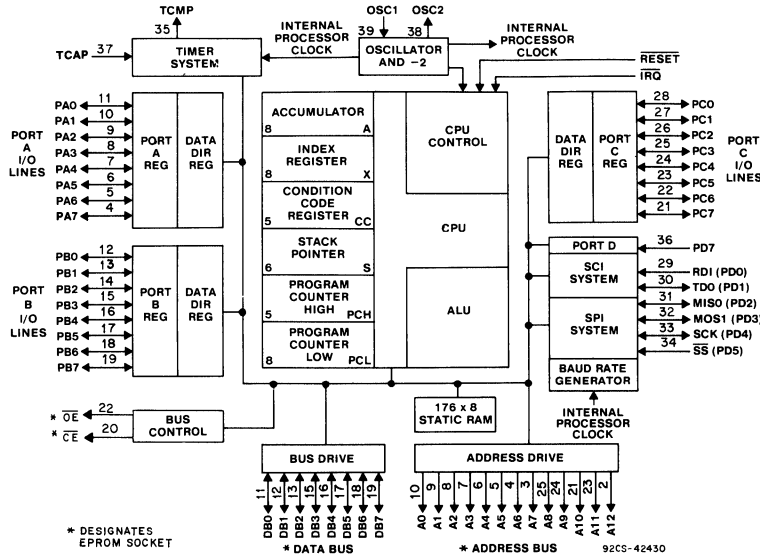 TCMP
35
OSC1
OSC2
39
38
INTERNAL PROCESSOR CLOCK
TCAP 37
TIMER SYSTEM
OSCILLATOR AND -2
INTERNAL PROCESSOR CLOCK
RESET
IRQ
PORT A I/O LINES
PA0 11
PA1 10
PA2 9
PA3 8
PA4 7
PA5 6
PA6 5
PA7 4
PORT A REG
DATA DIR REG
ACCUMULATOR
8 A
INDEX REGISTER
8 X
CONDITION CODE REGISTER
5 CC
STACK POINTER
6 S
PROGRAM COUNTER HIGH
5 PCH
PROGRAM COUNTER LOW
8 PCL
CPU CONTROL
CPU
ALU
DATA DIR REG
PORT C REG
28 PC0
27 PC1
26 PC2
25 PC3
24 PC4
23 PC5
22 PC6
21 PC7
PORT C I/O LINES
PORT B I/O LINES
PB0 12
PB1 13
PB2 14
PB3 15
PB4 16
PB5 17
PB6 18
PB7 19
PORT B REG
DATA DIR REG
PORT D
36 PD7
SCI SYSTEM
29 RDI (PD0)
30 TD0 (PD1)
SPI SYSTEM
31 MIS0 (PD2)
32 MOS1 (PD3)
33 SCK (PD4)
34 SS (PD5)
BAUD RATE GENERATOR
INTERNAL PROCESSOR CLOCK
* OE 22
* CE 20
BUS CONTROL
176 x 8 STATIC RAM
BUS DRIVE
ADDRESS DRIVE
11 12 13 15 16 17 18 19
DB0 DB1 DB2 DB3 DB4 DB5 DB6 DB7
10 9 8 7 6 5 4 3 25 24 21 23 2
A0 A1 A2 A3 A4 A5 A6 A7 A8 A9 A10 A11 A12
* DESIGNATES EPROM SOCKET
* DATA BUS
* ADDRESS BUS
92CS-42430